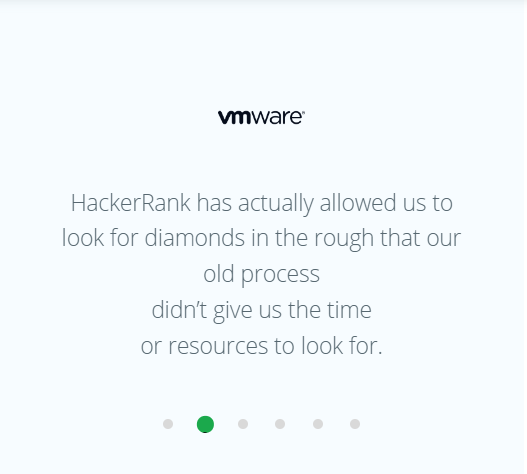 vmware®
HackerRank has actually allowed us to
look for diamonds in the rough that our
old process
didn’t give us the time
or resources to look for.